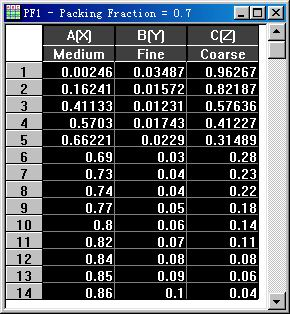 PF1 - Packing Fraction = 0.7
A(X) B(Y) C(Z)
Medium Fine Coarse
1 0.00246 0.03487 0.96267
2 0.16241 0.01572 0.82187
3 0.41133 0.01231 0.57636
4 0.5703 0.01743 0.41227
5 0.66221 0.0229 0.31489
6 0.69 0.03 0.28
7 0.73 0.04 0.23
8 0.74 0.04 0.22
9 0.77 0.05 0.18
10 0.8 0.06 0.14
11 0.82 0.07 0.11
12 0.84 0.08 0.08
13 0.85 0.09 0.06
14 0.86 0.1 0.04